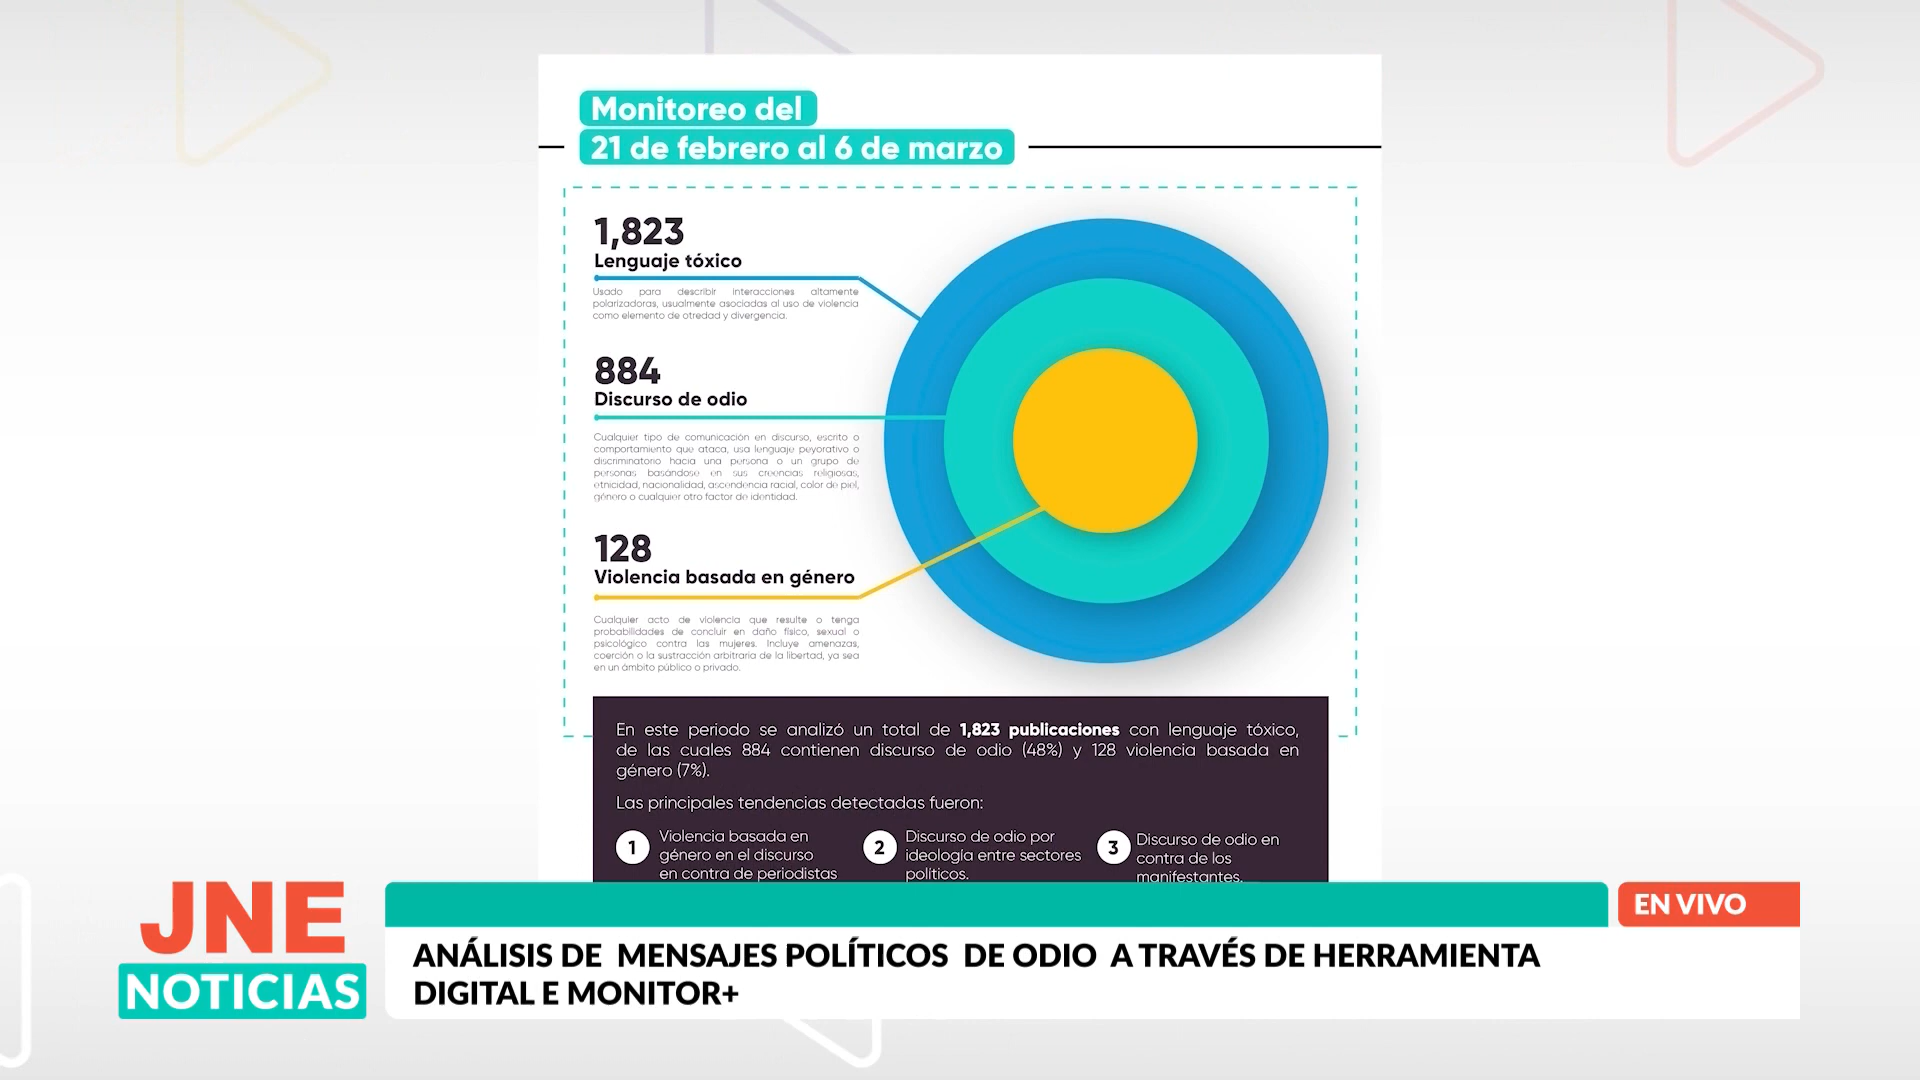 Monitoreo del
21 de febrero al 6 de marzo
1,823
Lenguaje tóxico
Usado para describir interacciones altamente
polarizadoras, usualmente asociadas al uso de violencia
como elemento de otredad y divergencia.
884
Discurso de odio
Cualquier tipo de comunicación en discurso, escrito o
comportamiento que ataca, usa lenguaje peyorativo o
discriminatorio hacia una persona o un grupo de
personas basándose en sus creencias religiosas,
etnicidad, nacionalidad, ascendencia racial, color de piel,
género o cualquier otro factor de identidad.
128
Violencia basada en género
Cualquier acto de violencia que resulte o tenga
probabilidades de concluir en daño físico, sexual o
psicológico contra las mujeres. Incluye amenazas,
coerción o la sustracción arbitraria de la libertad, ya sea
en un ámbito público o privado.
En este periodo se analizó un total de 1,823 publicaciones con lenguaje tóxico,
de las cuales 884 contienen discurso de odio (48%) y 128 violencia basada en
género (7%).
Las principales tendencias detectadas fueron:
1
Violencia basada en
género en el discurso
en contra de periodistas
2
Discurso de odio por
ideología entre sectores
políticos.
3
Discurso de odio en
contra de los
manifestantes.
JNE
NOTICIAS
EN VIVO
ANÁLISIS DE MENSAJES POLÍTICOS DE ODIO A TRAVÉS DE HERRAMIENTA
DIGITAL E MONITOR+